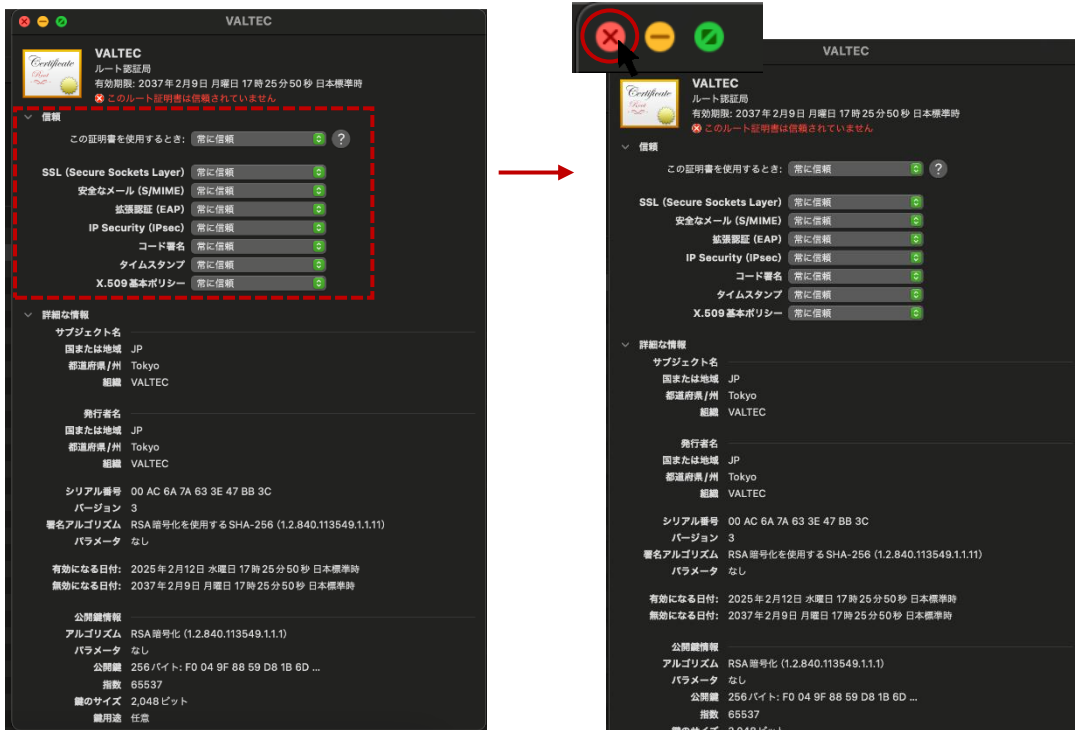 VALTEC
Certificate
Root
VALTEC
ルート認証局
有効期限: 2037年2月9日 月曜日 17時25分50秒 日本標準時
このルート証明書は信頼されていません
信頼
この証明書を使用するとき: 常に信頼 ?
SSL (Secure Sockets Layer) 常に信頼
安全なメール (S/MIME) 常に信頼
拡張認証 (EAP) 常に信頼
IP Security (IPsec) 常に信頼
コード署名 常に信頼
タイムスタンプ 常に信頼
X.509基本ポリシー 常に信頼
詳細な情報
サブジェクト名
国または地域 JP
都道府県/州 Tokyo
組織 VALTEC
発行者名
国または地域 JP
都道府県/州 Tokyo
組織 VALTEC
シリアル番号 00 AC 6A 7A 63 3E 47 BB 3C
バージョン 3
署名アルゴリズム RSA暗号化を使用するSHA-256 (1.2.840.113549.1.1.11)
パラメータ なし
有効になる日付: 2025年2月12日 水曜日 17時25分50秒 日本標準時
無効になる日付: 2037年2月9日 月曜日 17時25分50秒 日本標準時
公開鍵情報
アルゴリズム RSA暗号化 (1.2.840.113549.1.1.1)
パラメータ なし
公開鍵 256バイト: F0 04 9F 88 59 D8 1B 6D ...
指数 65537
鍵のサイズ 2,048ビット
鍵用途 任意
VALTEC
Certificate
Root
VALTEC
ルート認証局
有効期限: 2037年2月9日 月曜日 17時25分50秒 日本標準時
このルート証明書は信頼されていません
信頼
この証明書を使用するとき: 常に信頼 ?
SSL (Secure Sockets Layer) 常に信頼
安全なメール (S/MIME) 常に信頼
拡張認証 (EAP) 常に信頼
IP Security (IPsec) 常に信頼
コード署名 常に信頼
タイムスタンプ 常に信頼
X.509基本ポリシー 常に信頼
詳細な情報
サブジェクト名
国または地域 JP
都道府県/州 Tokyo
組織 VALTEC
発行者名
国または地域 JP
都道府県/州 Tokyo
組織 VALTEC
シリアル番号 00 AC 6A 7A 63 3E 47 BB 3C
バージョン 3
署名アルゴリズム RSA暗号化を使用するSHA-256 (1.2.840.113549.1.1.11)
パラメータ なし
有効になる日付: 2025年2月12日 水曜日 17時25分50秒 日本標準時
無効になる日付: 2037年2月9日 月曜日 17時25分50秒 日本標準時
公開鍵情報
アルゴリズム RSA暗号化 (1.2.840.113549.1.1.1)
パラメータ なし
公開鍵 256バイト: F0 04 9F 88 59 D8 1B 6D ...
指数 65537
鍵のサイズ 2,048ビット